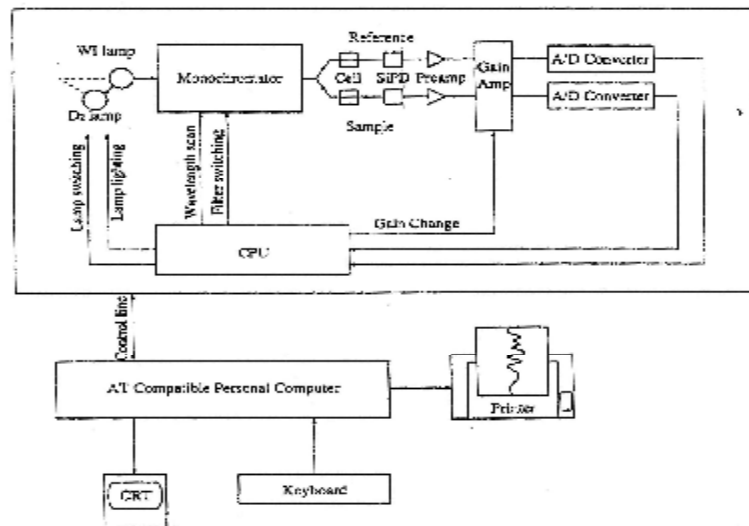 WI lamp
D2 lamp
Monochromator
Reference
Cell
SiPD
Preamp
Sample
Gain
Amp
A/D Converter
A/D Converter
Lamp switching
Lamp lighting
Wavelength scan
Filter switching
Gain Change
CPU
Control line
AT Compatible Personal Computer
Printer
CRT
Keyboard